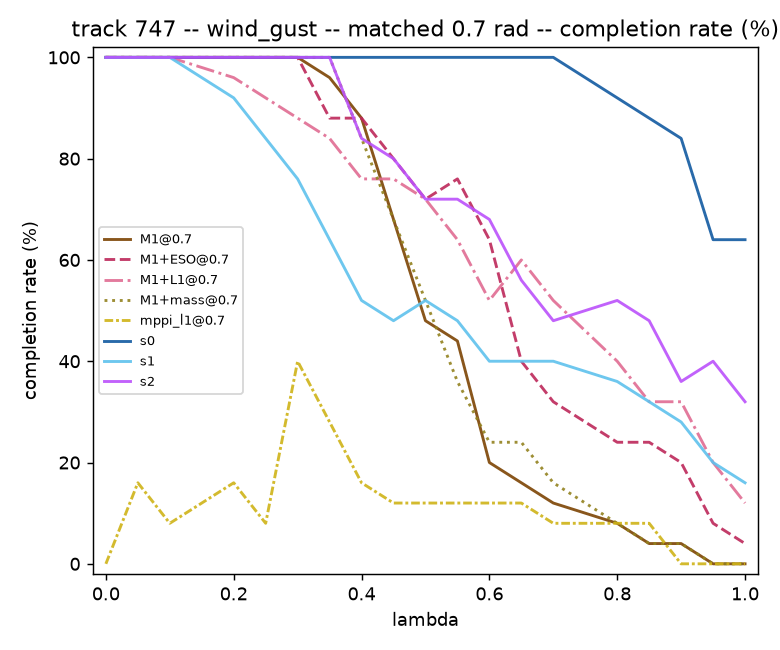 track 747 -- wind_gust -- matched 0.7 rad -- completion rate (%)
completion rate (%)
100
80
60
40
20
0
M1@0.7
M1+ESO@0.7
M1+L1@0.7
M1+mass@0.7
mppi_l1@0.7
s0
s1
s2
0.0
0.2
0.4
0.6
0.8
1.0
lambda